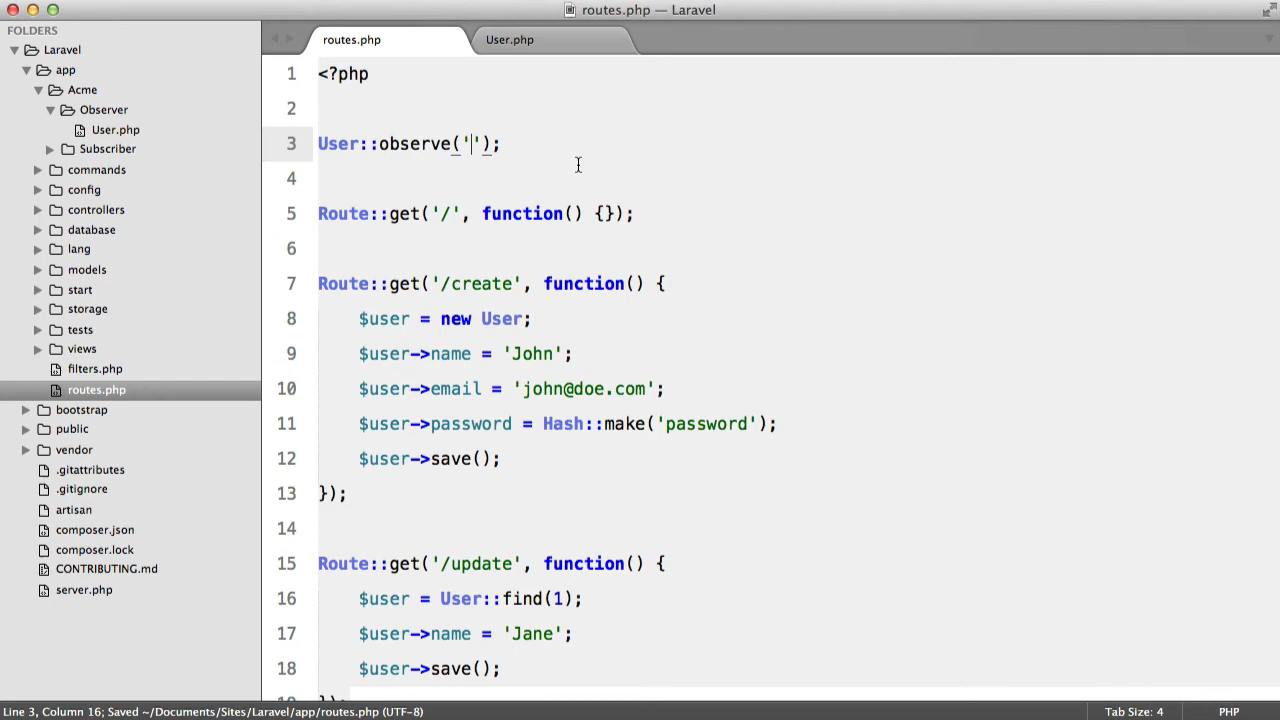 routes.php — Laravel
FOLDERS
Laravel
app
Acme
Observer
User.php
Subscriber
commands
config
controllers
database
lang
models
start
storage
tests
views
filters.php
routes.php
bootstrap
public
vendor
.gitattributes
.gitignore
artisan
composer.json
composer.lock
CONTRIBUTING.md
server.php
routes.php
User.php
1 <?php
2
3 User::observe('');
4
5 Route::get('/', function() {});
6
7 Route::get('/create', function() {
8 $user = new User;
9 $user->name = 'John';
10 $user->email = 'john@doe.com';
11 $user->password = Hash::make('password');
12 $user->save();
13 });
14
15 Route::get('/update', function() {
16 $user = User::find(1);
17 $user->name = 'Jane';
18 $user->save();
Line 3, Column 16; Saved ~/Documents/Sites/Laravel/app/routes.php (UTF-8)
Tab Size: 4
PHP